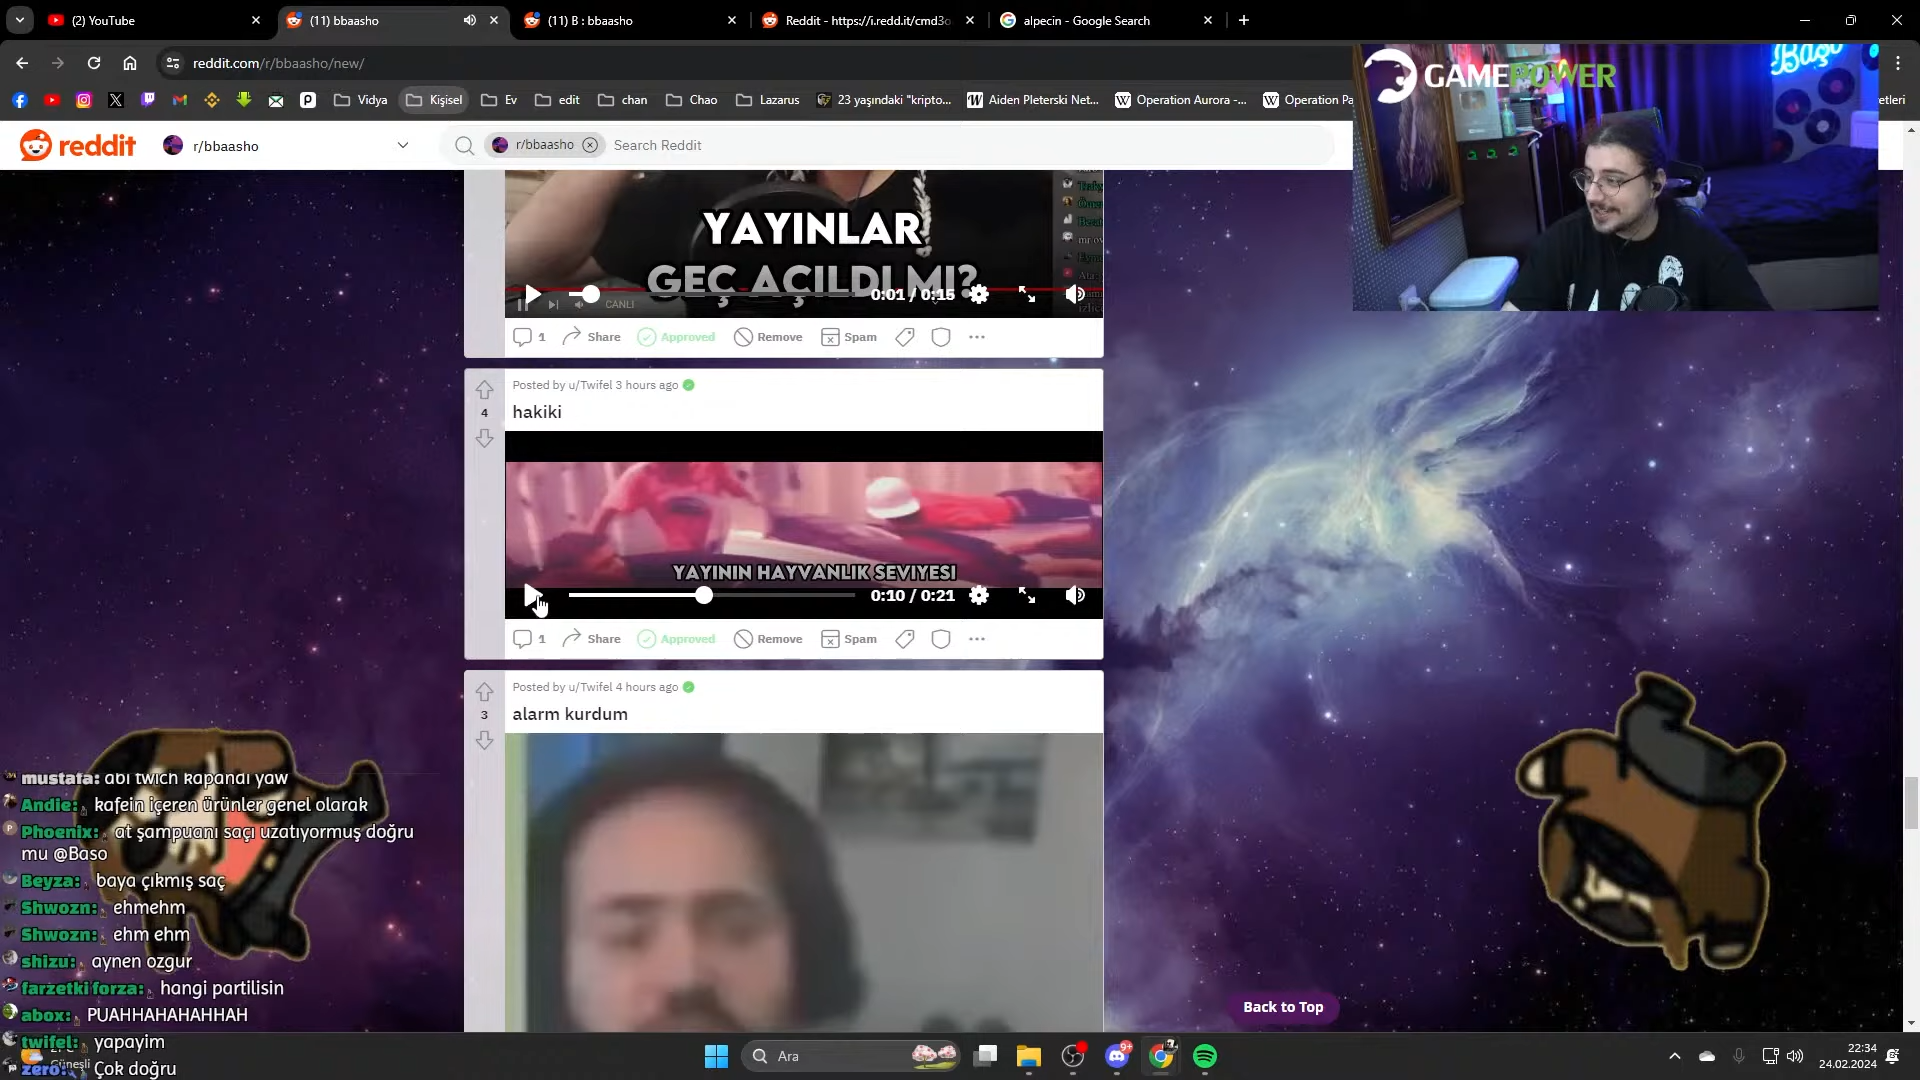 (2) YouTube
(11) bbaasho
(11) B : bbaasho
Reddit - https://i.redd.it/cmd3o
alpecin - Google Search
reddit.com/r/bbaasho/new/
Vidya
Kişisel
Ev
edit
chan
Chao
Lazarus
23 yaşındaki "kripto...
Aiden Pleterski Net...
Operation Aurora -...
Operation Pa
etleri
GAMEPOWER
Başo
reddit
r/bbaasho
r/bbaasho
Search Reddit
YAYINLAR
GEÇ AÇILDI MI?
CANLI
0:01 / 0:15
1
Share
Approved
Remove
Spam
Posted by u/Twifel 3 hours ago
hakiki
4
YAYININ HAYVANLIK SEVİYESİ
0:10 / 0:21
1
Share
Approved
Remove
Spam
Posted by u/Twifel 4 hours ago
alarm kurdum
3
mustafa: abi twich kapandı yaw
Andie: kafein içeren ürünler genel olarak
Phoenix: at şampuanı saçı uzatıyormuş doğru
mu @Baso
Beyza: baya çıkmış saç
Shwozn: ehmehm
Shwozn: ehm ehm
shizu: aynen ozgur
farzetki forza: hangi partilisin
abox: PUAHHAHAHAHHAH
twifel: yapayim
zero: Çok doğru
Güneşli
Back to Top
Ara
9+
22:34
24.02.2024